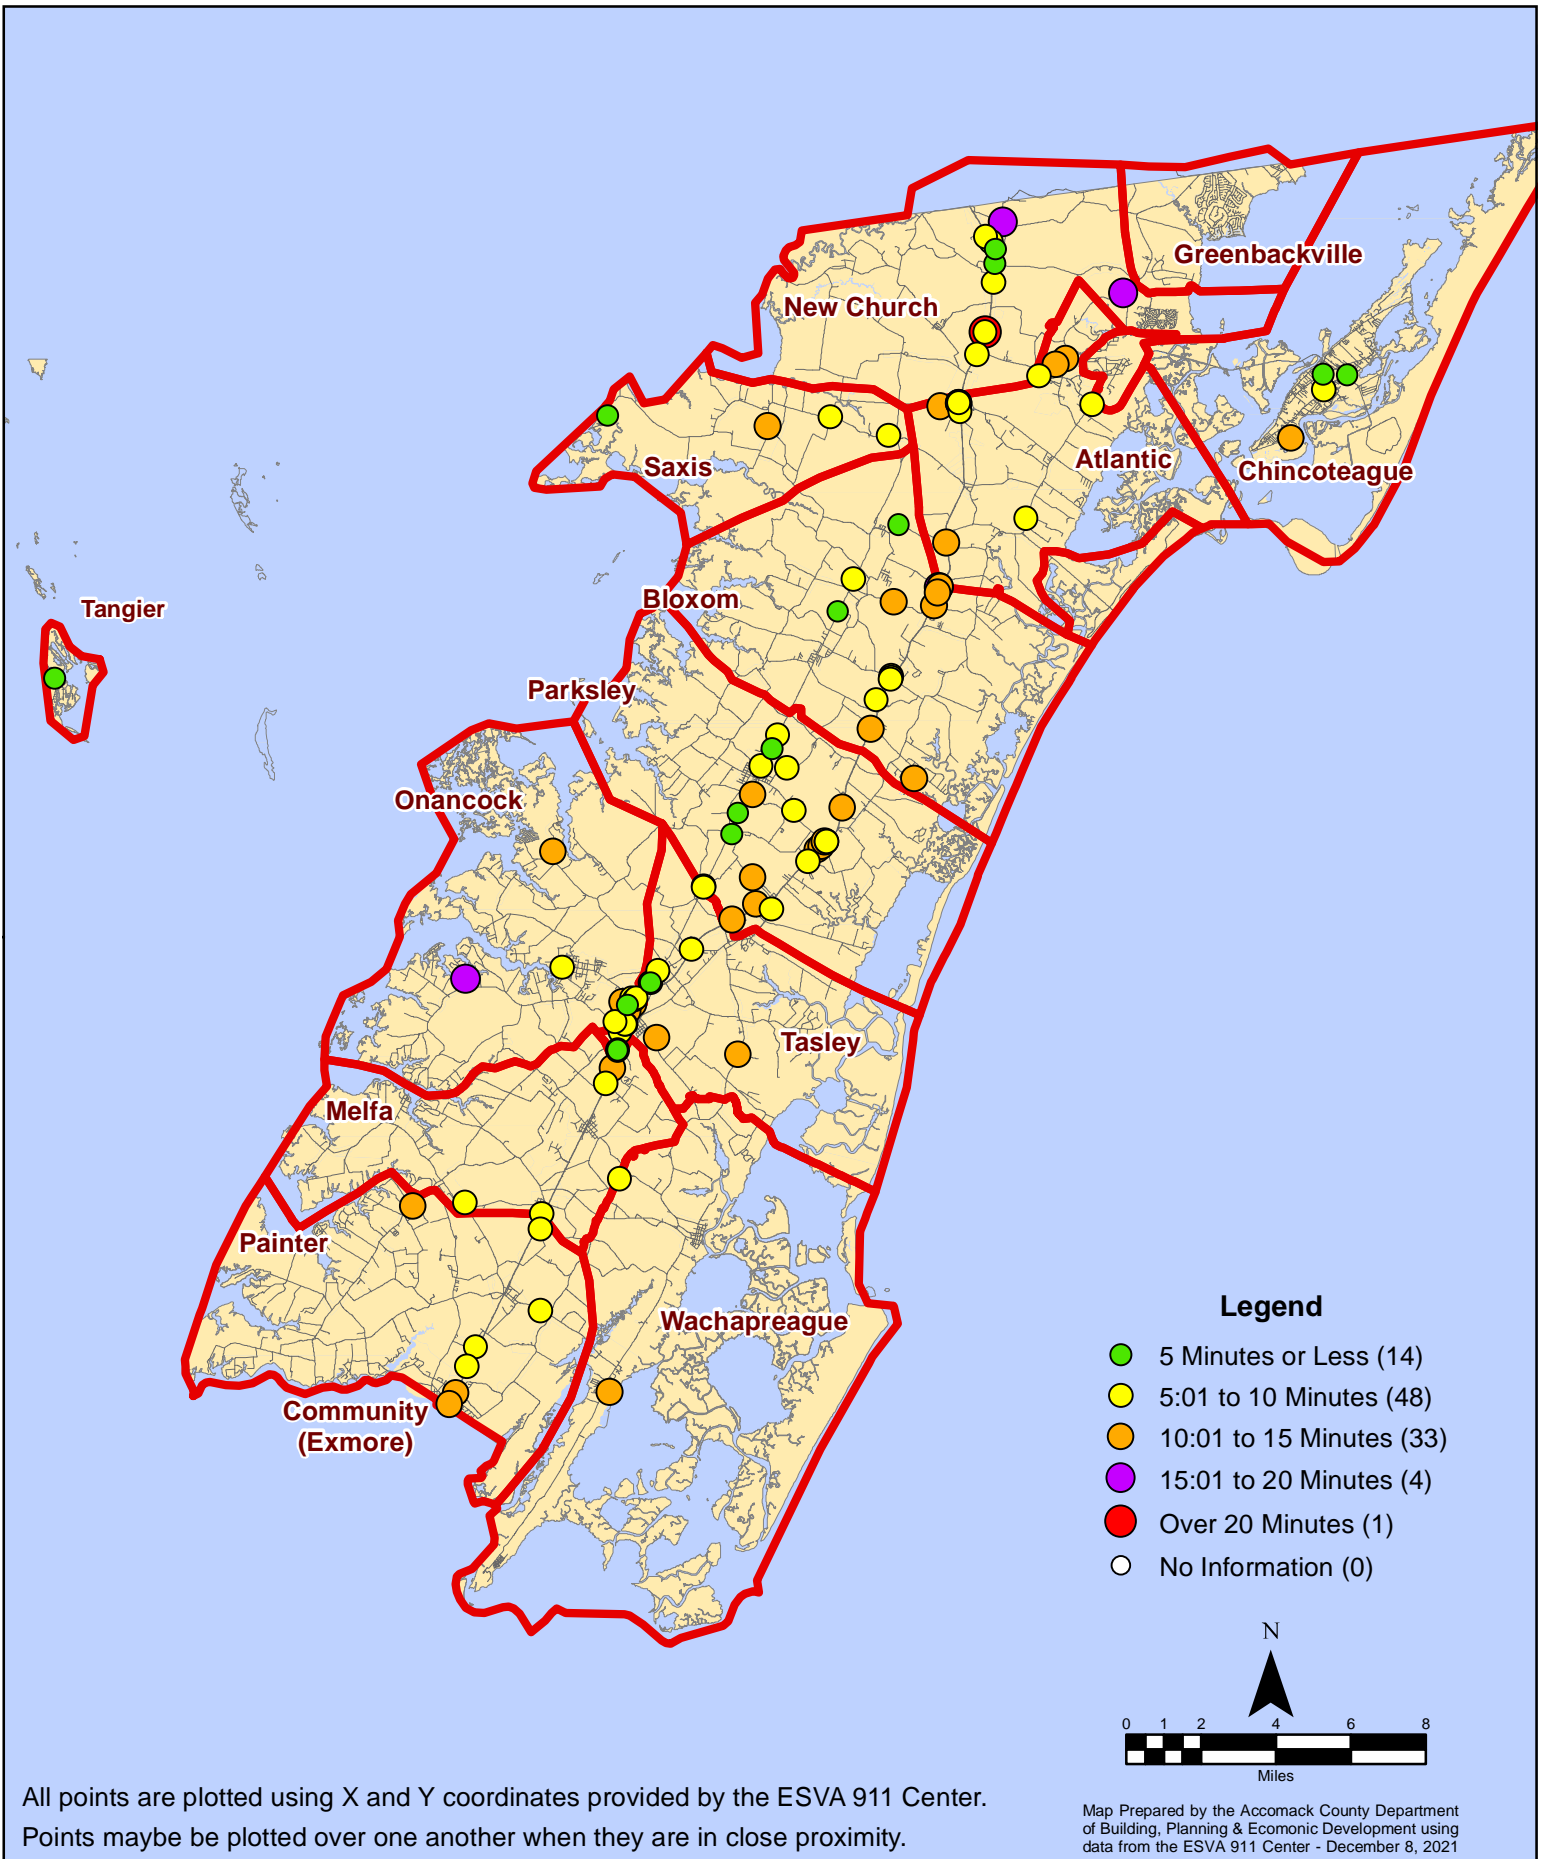 Greenbackville
New Church
Atlantic
Chincoteague
Saxis
Bloxom
Tangier
Parksley
Onancock
Tasley
Melfa
Painter
Wachapreague
Community
(Exmore)
Legend
5 Minutes or Less (14)
5:01 to 10 Minutes (48)
10:01 to 15 Minutes (33)
15:01 to 20 Minutes (4)
Over 20 Minutes (1)
No Information (0)
N
0 1 2 4 6 8
Miles
All points are plotted using X and Y coordinates provided by the ESVA 911 Center.
Points maybe be plotted over one another when they are in close proximity.
Map Prepared by the Accomack County Department
of Building, Planning & Ecomonic Development using
data from the ESVA 911 Center - December 8, 2021